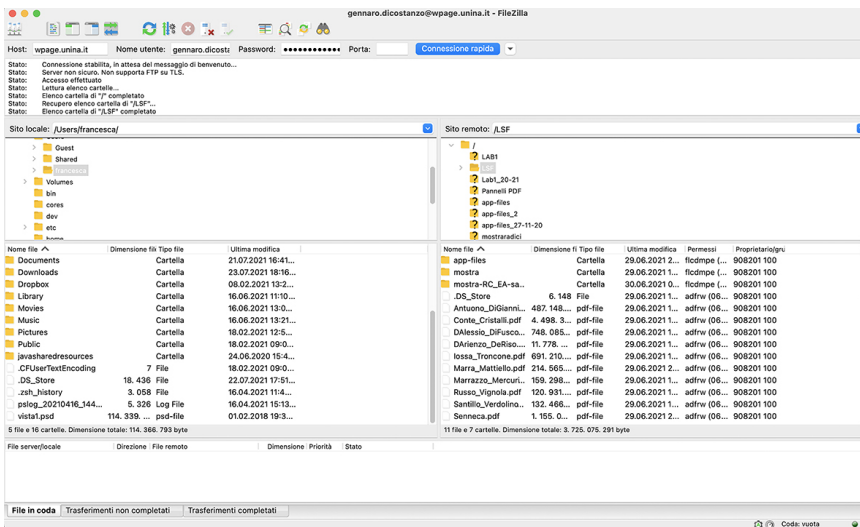 gennaro.dicostanzo@wpage.unina.it - FileZilla
Host: wpage.unina.it Nome utente: gennaro.dicosta Password: •••••••••••• Porta: Connessione rapida
Stato: Connessione stabilita, in attesa del messaggio di benvenuto...
Stato: Server non sicuro. Non supporta FTP su TLS.
Stato: Accesso effettuato
Stato: Lettura elenco cartelle...
Stato: Elenco cartella di "/" completato
Stato: Recupero elenco cartella di "/LSF"...
Stato: Elenco cartella di "/LSF" completato
Sito locale: /Users/francesca/
Guest
Shared
francesca
Volumes
bin
cores
dev
etc
home
Sito remoto: /LSF
/
LAB1
LSF
Lab1_20-21
Pannelli PDF
app-files
app-files_2
app-files_27-11-20
mostraradici
Nome file Dimensione fil Tipo file Ultima modifica
Documents Cartella 21.07.2021 16:41...
Downloads Cartella 23.07.2021 18:16...
Dropbox Cartella 08.02.2021 13:2...
Library Cartella 16.06.2021 11:10...
Movies Cartella 16.06.2021 13:0...
Music Cartella 16.06.2021 13:21...
Pictures Cartella 18.02.2021 12:5...
Public Cartella 18.02.2021 09:0...
javasharedresources Cartella 24.06.2020 15:4...
.CFUserTextEncoding 7 File 18.02.2021 09:0...
.DS_Store 18. 436 File 22.07.2021 17:51...
.zsh_history 3. 058 File 16.04.2021 11:4...
pslog_20210416_144... 5. 326 Log File 16.04.2021 15:13...
vista1.psd 114. 339. ... psd-file 01.02.2018 19:3...
5 file e 16 cartelle. Dimensione totale: 114. 366. 793 byte
Nome file Dimensione fi Tipo file Ultima modifica Permessi Proprietario/gru
app-files Cartella 29.06.2021 2... flcdmpe (... 908201 100
mostra Cartella 29.06.2021 1... flcdmpe (... 908201 100
mostra-RC_EA-sa... Cartella 30.06.2021 0... flcdmpe (... 908201 100
.DS_Store 6. 148 File 29.06.2021 1... adfrw (06... 908201 100
Antuono_DiGianni... 487. 148... pdf-file 29.06.2021 1... adfrw (06... 908201 100
Conte_Cristalli.pdf 4. 498. 3... pdf-file 29.06.2021 1... adfrw (06... 908201 100
DAlessio_DiFusco... 748. 085... pdf-file 29.06.2021 1... adfrw (06... 908201 100
DArienzo_DeRiso.... 11. 778. ... pdf-file 29.06.2021 1... adfrw (06... 908201 100
Iossa_Troncone.pdf 691. 210.... pdf-file 29.06.2021 1... adfrw (06... 908201 100
Marra_Mattiello.pdf 214. 565.... pdf-file 29.06.2021 2... adfrw (06... 908201 100
Marrazzo_Mercuri... 159. 298... pdf-file 29.06.2021 1... adfrw (06... 908201 100
Russo_Vignola.pdf 120. 931.... pdf-file 29.06.2021 1... adfrw (06... 908201 100
Santillo_Verdolino... 132. 466... pdf-file 29.06.2021 1... adfrw (06... 908201 100
Senneca.pdf 1. 155. 0... pdf-file 29.06.2021 2... adfrw (06... 908201 100
11 file e 7 cartelle. Dimensione totale: 3. 725. 075. 291 byte
File server/locale Direzione File remoto Dimensione Priorità Stato
File in coda Trasferimenti non completati Trasferimenti completati
Coda: vuota